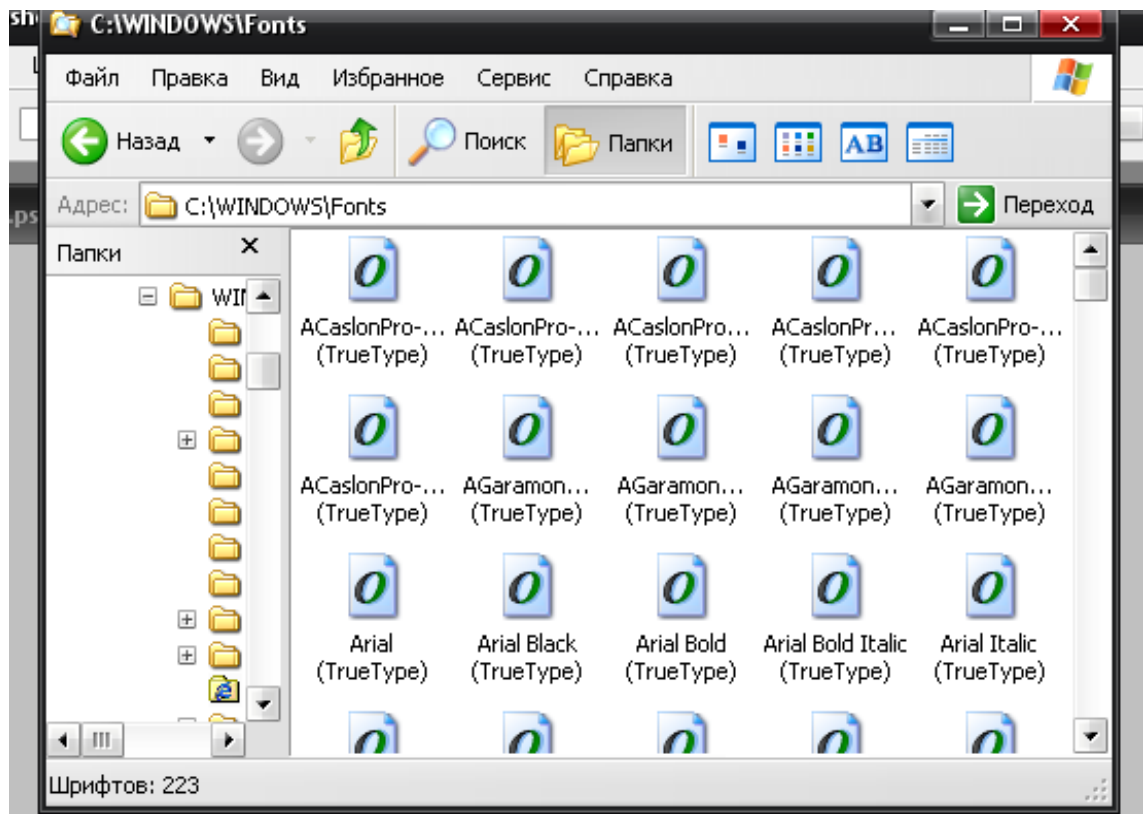 C:\WINDOWS\Fonts
Файл Правка Вид Избранное Сервис Справка
Назад Поиск Папки AB
Адрес: C:\WINDOWS\Fonts Переход
Папки
ACaslonPro-... ACaslonPro-... ACaslonPro... ACaslonPr... ACaslonPro-...
(TrueType) (TrueType) (TrueType) (TrueType) (TrueType)
ACaslonPro-... AGaramon... AGaramon... AGaramon... AGaramon...
(TrueType) (TrueType) (TrueType) (TrueType) (TrueType)
Arial Arial Black Arial Bold Arial Bold Italic Arial Italic
(TrueType) (TrueType) (TrueType) (TrueType) (TrueType)
Шрифтов: 223